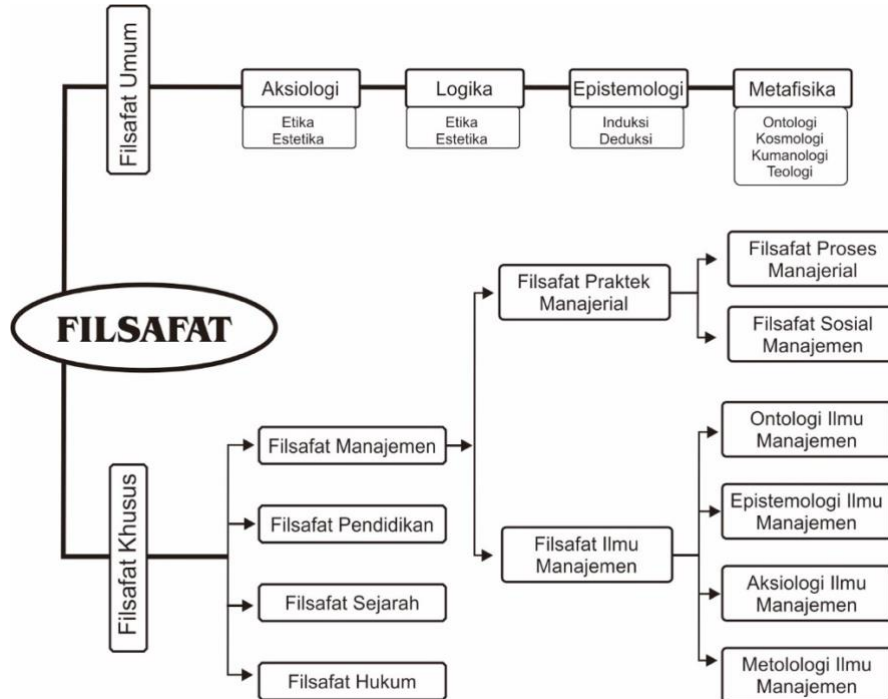 Filsafat Umum
Aksiologi
Etika
Estetika
Logika
Etika
Estetika
Epistemologi
Induksi
Deduksi
Metafisika
Ontologi
Kosmologi
Kumanologi
Teologi
FILSAFAT
Filsafat Khusus
Filsafat Manajemen
Filsafat Pendidikan
Filsafat Sejarah
Filsafat Hukum
Filsafat Praktek
Manajerial
Filsafat Ilmu
Manajemen
Filsafat Proses
Manajerial
Filsafat Sosial
Manajemen
Ontologi Ilmu
Manajemen
Epistemologi Ilmu
Manajemen
Aksiologi Ilmu
Manajemen
Metolologi Ilmu
Manajemen